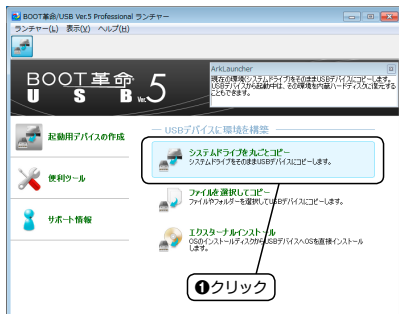 BOOT革命/USB Ver.5 Professional ランチャー
ランチャー(L) 表示(V) ヘルプ(H)
BOOT革命
USB Ver.5
ArkLauncher
現在の環境(システムドライブ)をそのままUSBデバイスにコピーします。
USBデバイスから起動中は、その環境を内蔵ハードディスクに復元する
こともできます。
起動用デバイスの作成
便利ツール
サポート情報
USBデバイスに環境を構築
システムドライブを丸ごとコピー
システムドライブをそのままUSBデバイスにコピーします。
ファイルを選択してコピー
ファイルやフォルダーを選択してUSBデバイスにコピーします。
エクスターナルインストール
OSのインストールディスクからUSBデバイスへOSを直接インストール
します。
❶クリック